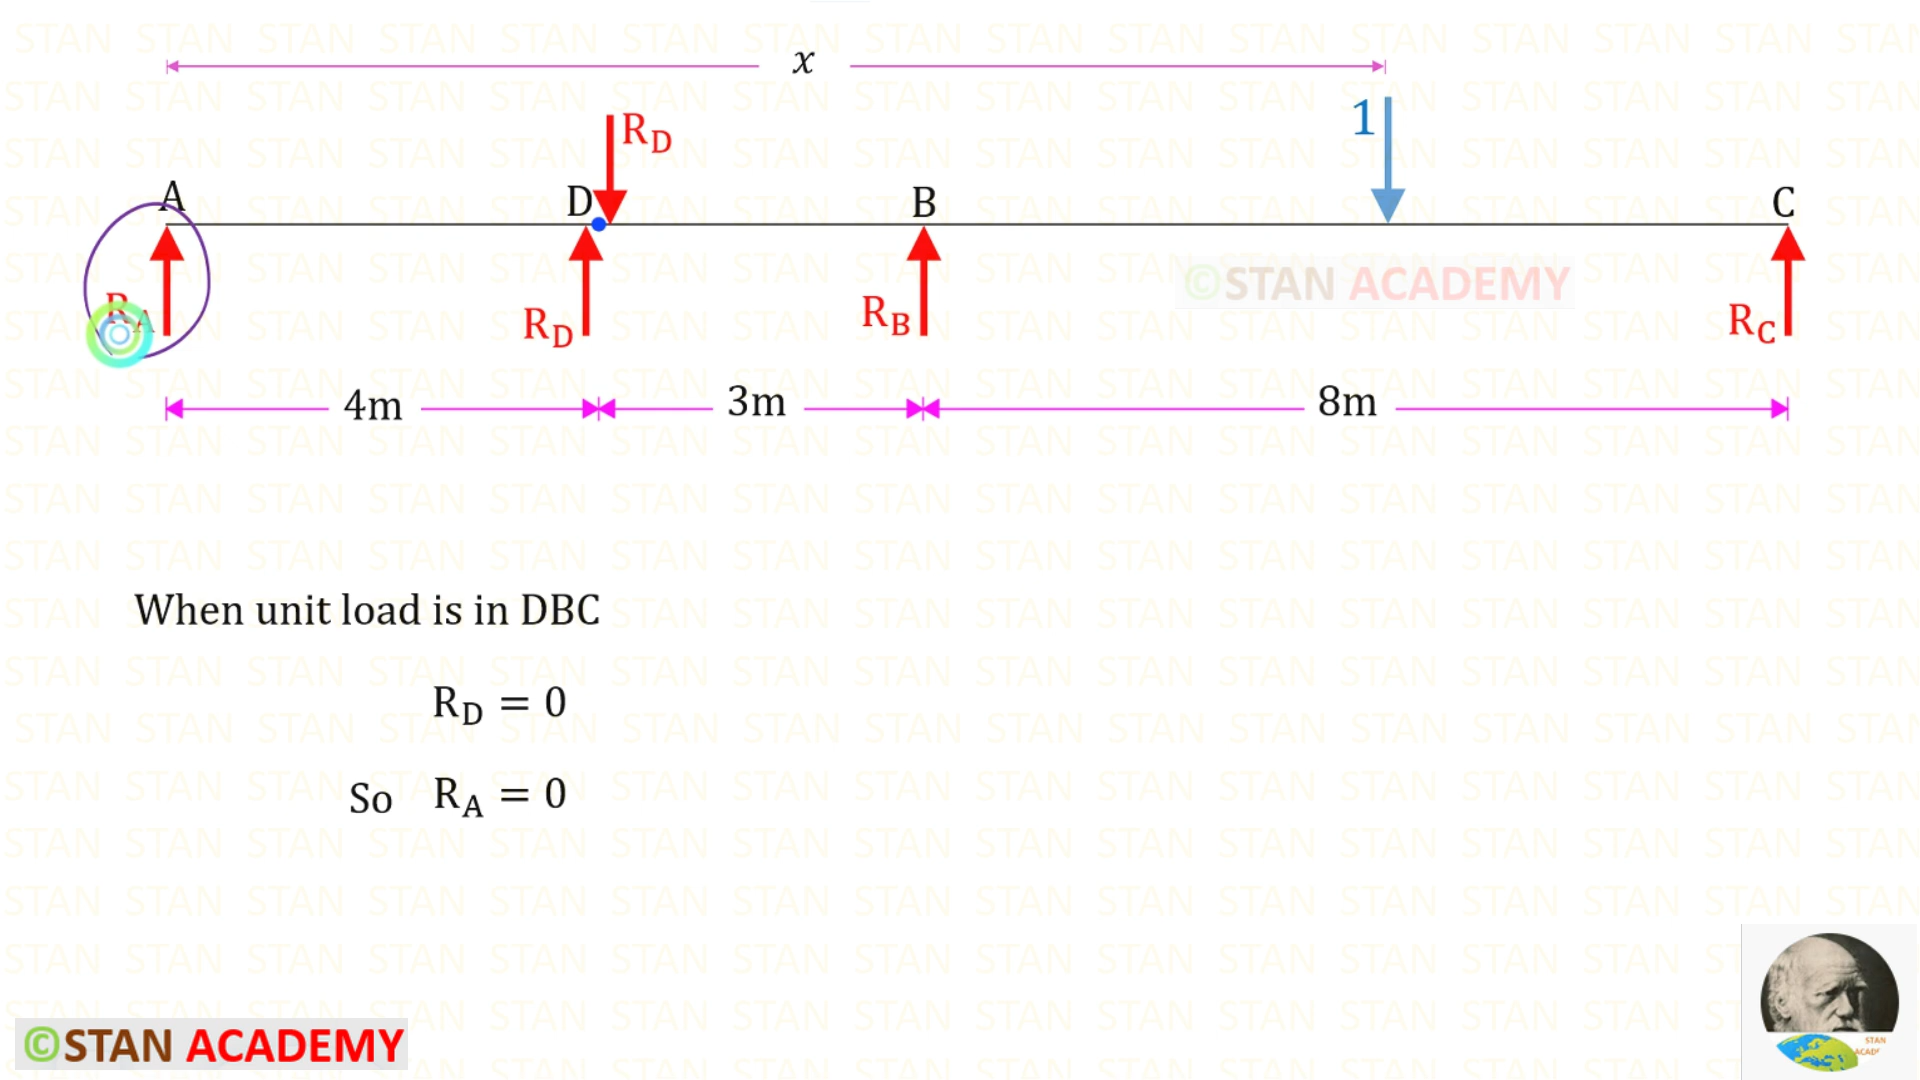 x
1
R_D
A
D
B
C
R_A
R_D
R_B
R_C
©STAN ACADEMY
4m
3m
8m
When unit load is in DBC
R_D = 0
So R_A = 0
©STAN ACADEMY
STAN